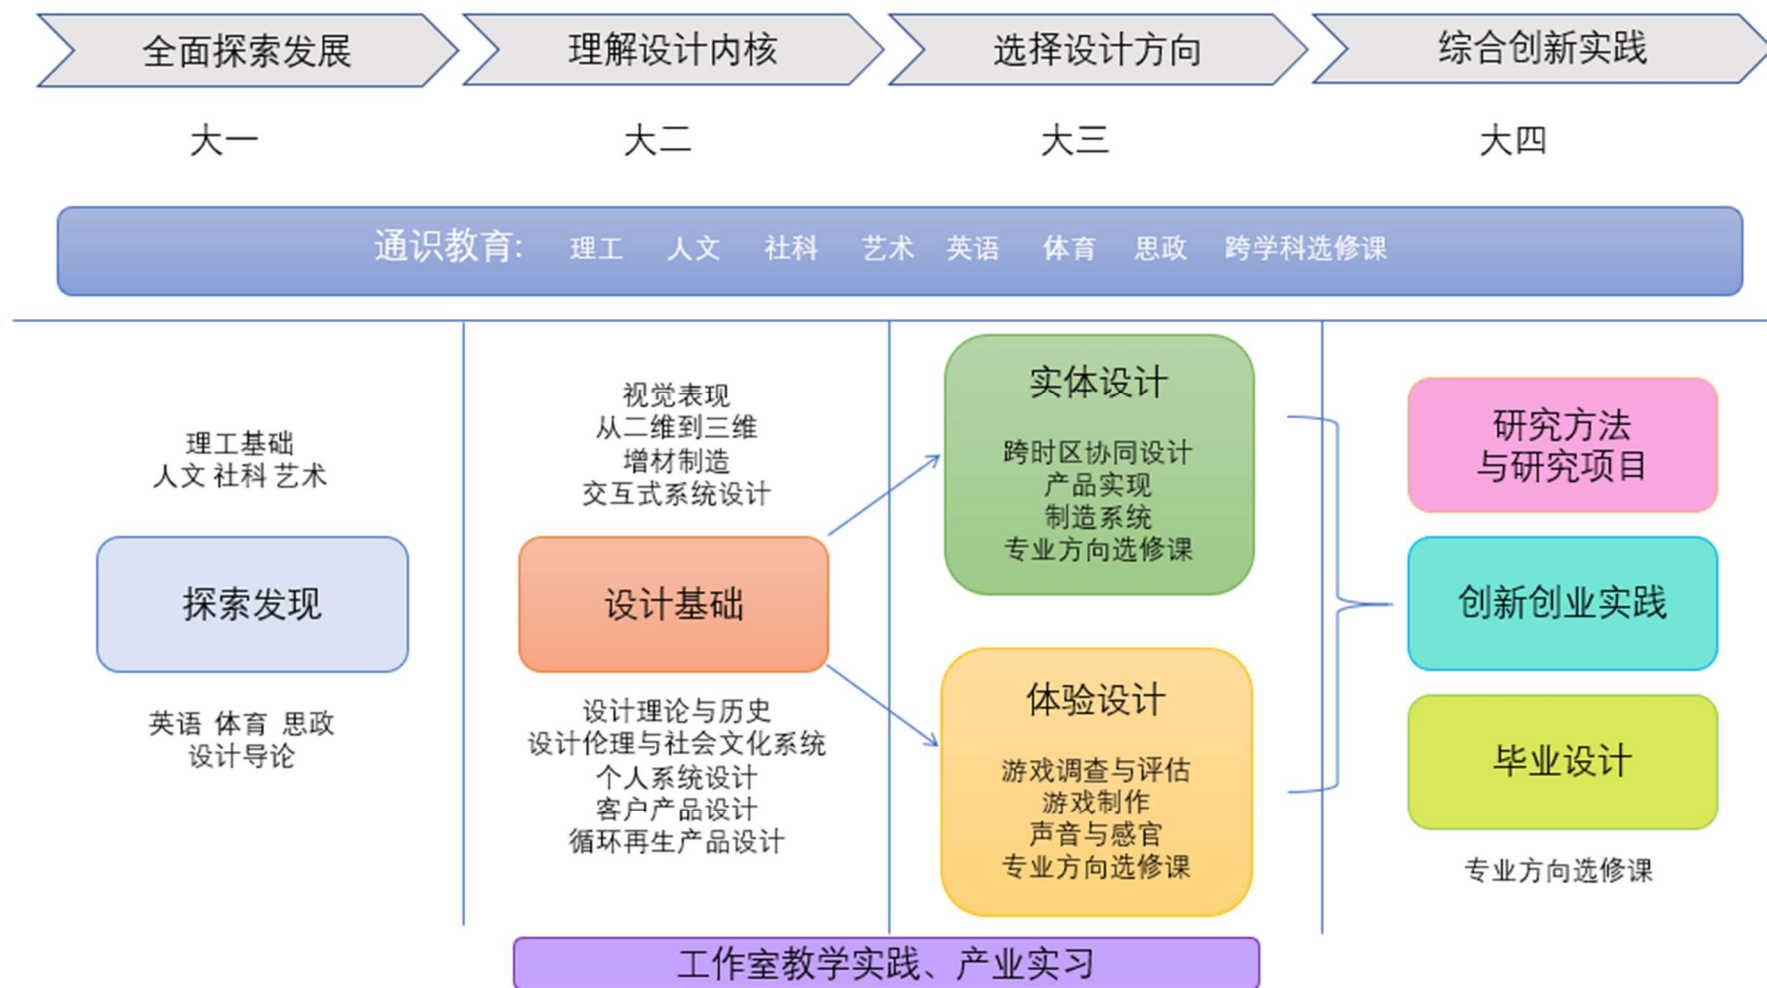 全面探索发展
理解设计内核
选择设计方向
综合创新实践
大一
大二
大三
大四
通识教育: 理工 人文 社科 艺术 英语 体育 思政 跨学科选修课
理工基础
人文 社科 艺术
探索发现
英语 体育 思政
设计导论
视觉表现
从二维到三维
增材制造
交互式系统设计
设计基础
设计理论与历史
设计伦理与社会文化系统
个人系统设计
客户产品设计
循环再生产品设计
实体设计
跨时区协同设计
产品实现
制造系统
专业方向选修课
体验设计
游戏调查与评估
游戏制作
声音与感官
专业方向选修课
研究方法
与研究项目
创新创业实践
毕业设计
专业方向选修课
工作室教学实践、产业实习